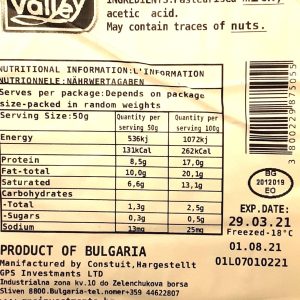 Valley
INGREDIENTS:Pasteurised
acetic acid.
May contain traces of nuts.
NUTRITIONAL INFORMATION:L'INFORMATION
NUTRIONNELE:NÄHRWERTAGABEN
Serves per package:Depends on package
size-packed in random weights
Serving Size:50g Quantity per serving 50g Quantity per serving 100g
Energy 536kj 1072kj
131kCal 262kCal
Protein 8,5g 17,0g
Fat-total 10,0g 20,1g
Saturated 6,6g 13,1g
Carbohydrates
-Total 1,3g 2,5g
-Sugars 0,3g 0,5g
Sodium 13mg 25mg
3800229875055
BG
2012019
EO
EXP.DATE:
29.03.21
Freezed-18°C
01.08.21
01L07010221
PRODUCT OF BULGARIA
Manifactured by Constuit,Hargestellt
GPS Investmants LTD
Industrialna zona kv.10 do Zelenchukova borsa
Sliven 8800.Bulgaria-tel.nomer+359 44622807